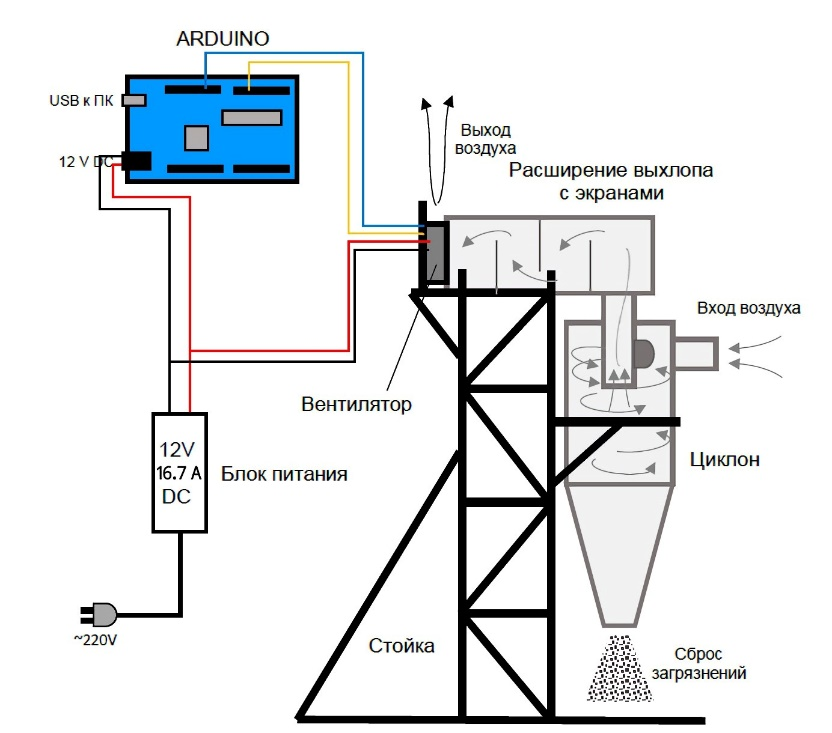 ARDUINO
USB к ПК
12 V DC
Выход
воздуха
Расширение выхлопа
с экранами
Вход воздуха
Вентилятор
12V
16.7 A
DC
Блок питания
Циклон
~220V
Стойка
Сброс
загрязнений